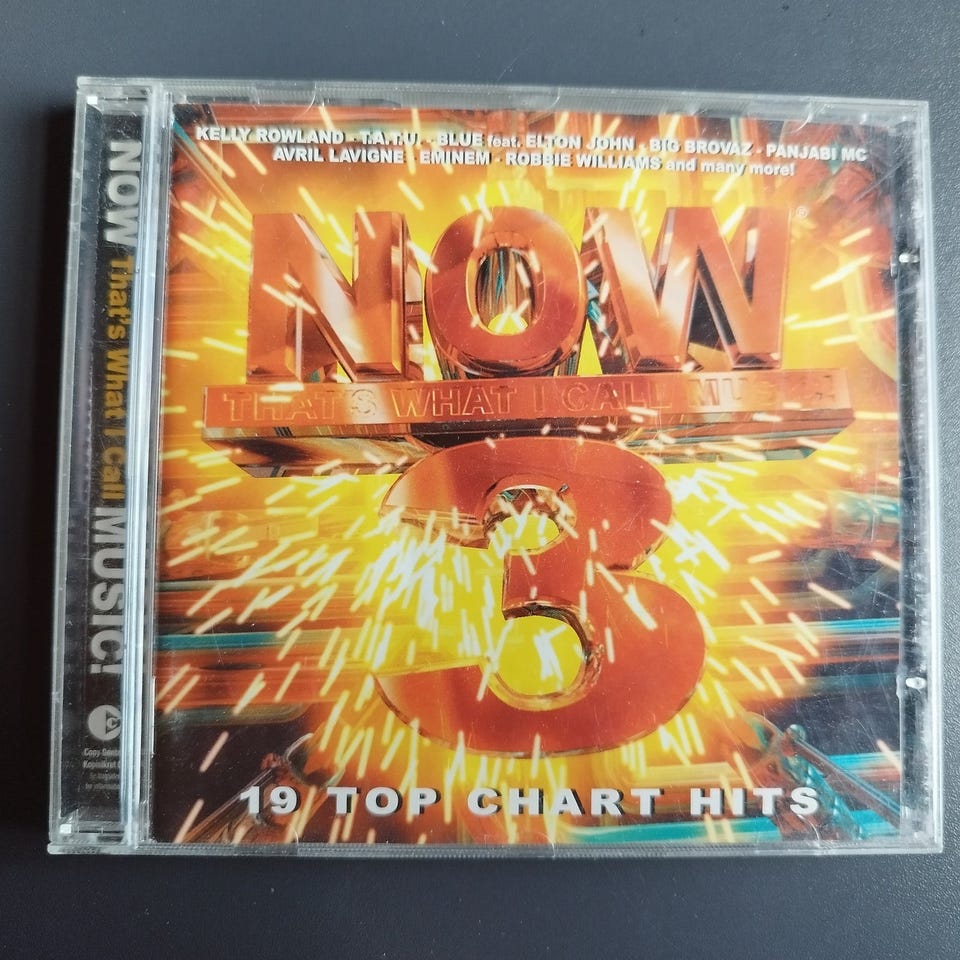 KELLY ROWLAND - T.A.T.U. - BLUE feat. ELTON JOHN - BIG BROVAZ - PANJABI MC
AVRIL LAVIGNE - EMINEM - ROBBIE WILLIAMS and many more!
NOW®
THAT'S WHAT I CALL MUSIC!
3
19 TOP CHART HITS
NOW That's What I Call MUSIC!